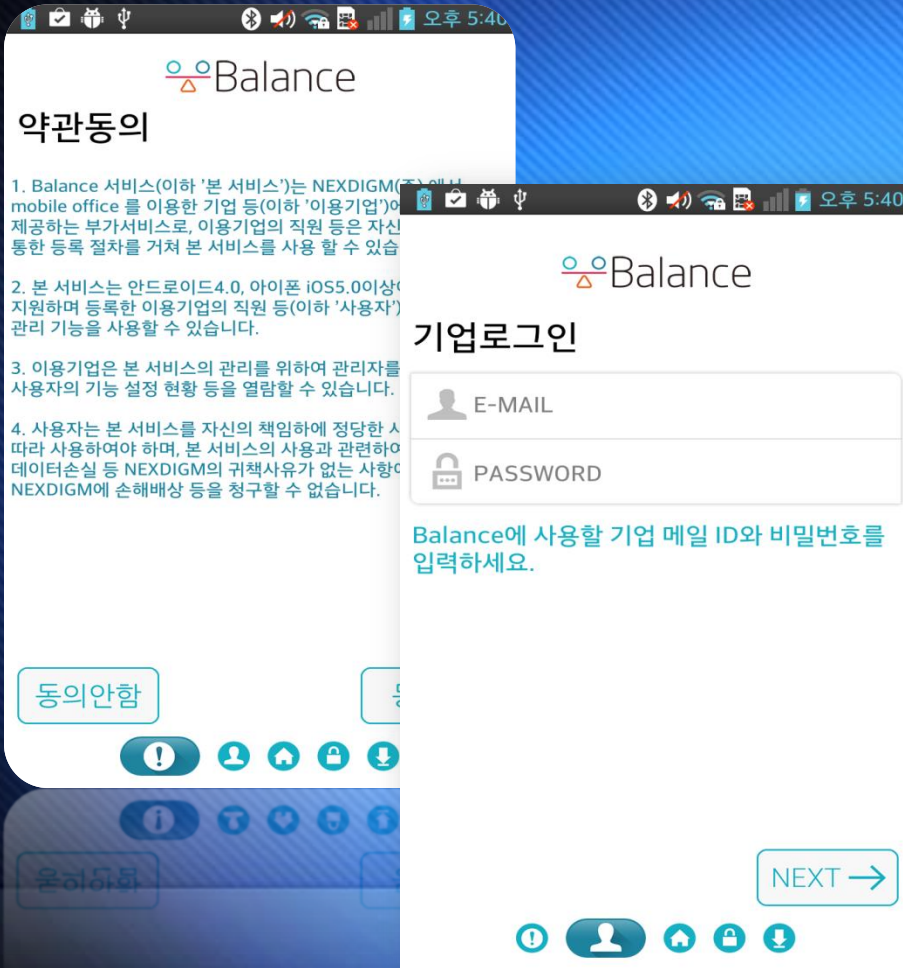 오후 5:40
Balance
약관동의
1. Balance 서비스(이하 '본 서비스')는 NEXDIGM(주)에서
mobile office 를 이용한 기업 등(이하 '이용기업')에
제공하는 부가서비스로, 이용기업의 직원 등은 자신
통한 등록 절차를 거쳐 본 서비스를 사용 할 수 있습
2. 본 서비스는 안드로이드4.0, 아이폰 iOS5.0이상
지원하며 등록한 이용기업의 직원 등(이하 '사용자')
관리 기능을 사용할 수 있습니다.
3. 이용기업은 본 서비스의 관리를 위하여 관리자를
사용자의 기능 설정 현황 등을 열람할 수 있습니다.
4. 사용자는 본 서비스를 자신의 책임하에 정당한
따라 사용하여야 하며, 본 서비스의 사용과 관련하여
데이터손실 등 NEXDIGM의 귀책사유가 없는 사항
NEXDIGM에 손해배상 등을 청구할 수 없습니다.
동의안함
오후 5:40
Balance
기업로그인
E-MAIL
PASSWORD
Balance에 사용할 기업 메일 ID와 비밀번호를
입력하세요.
NEXT